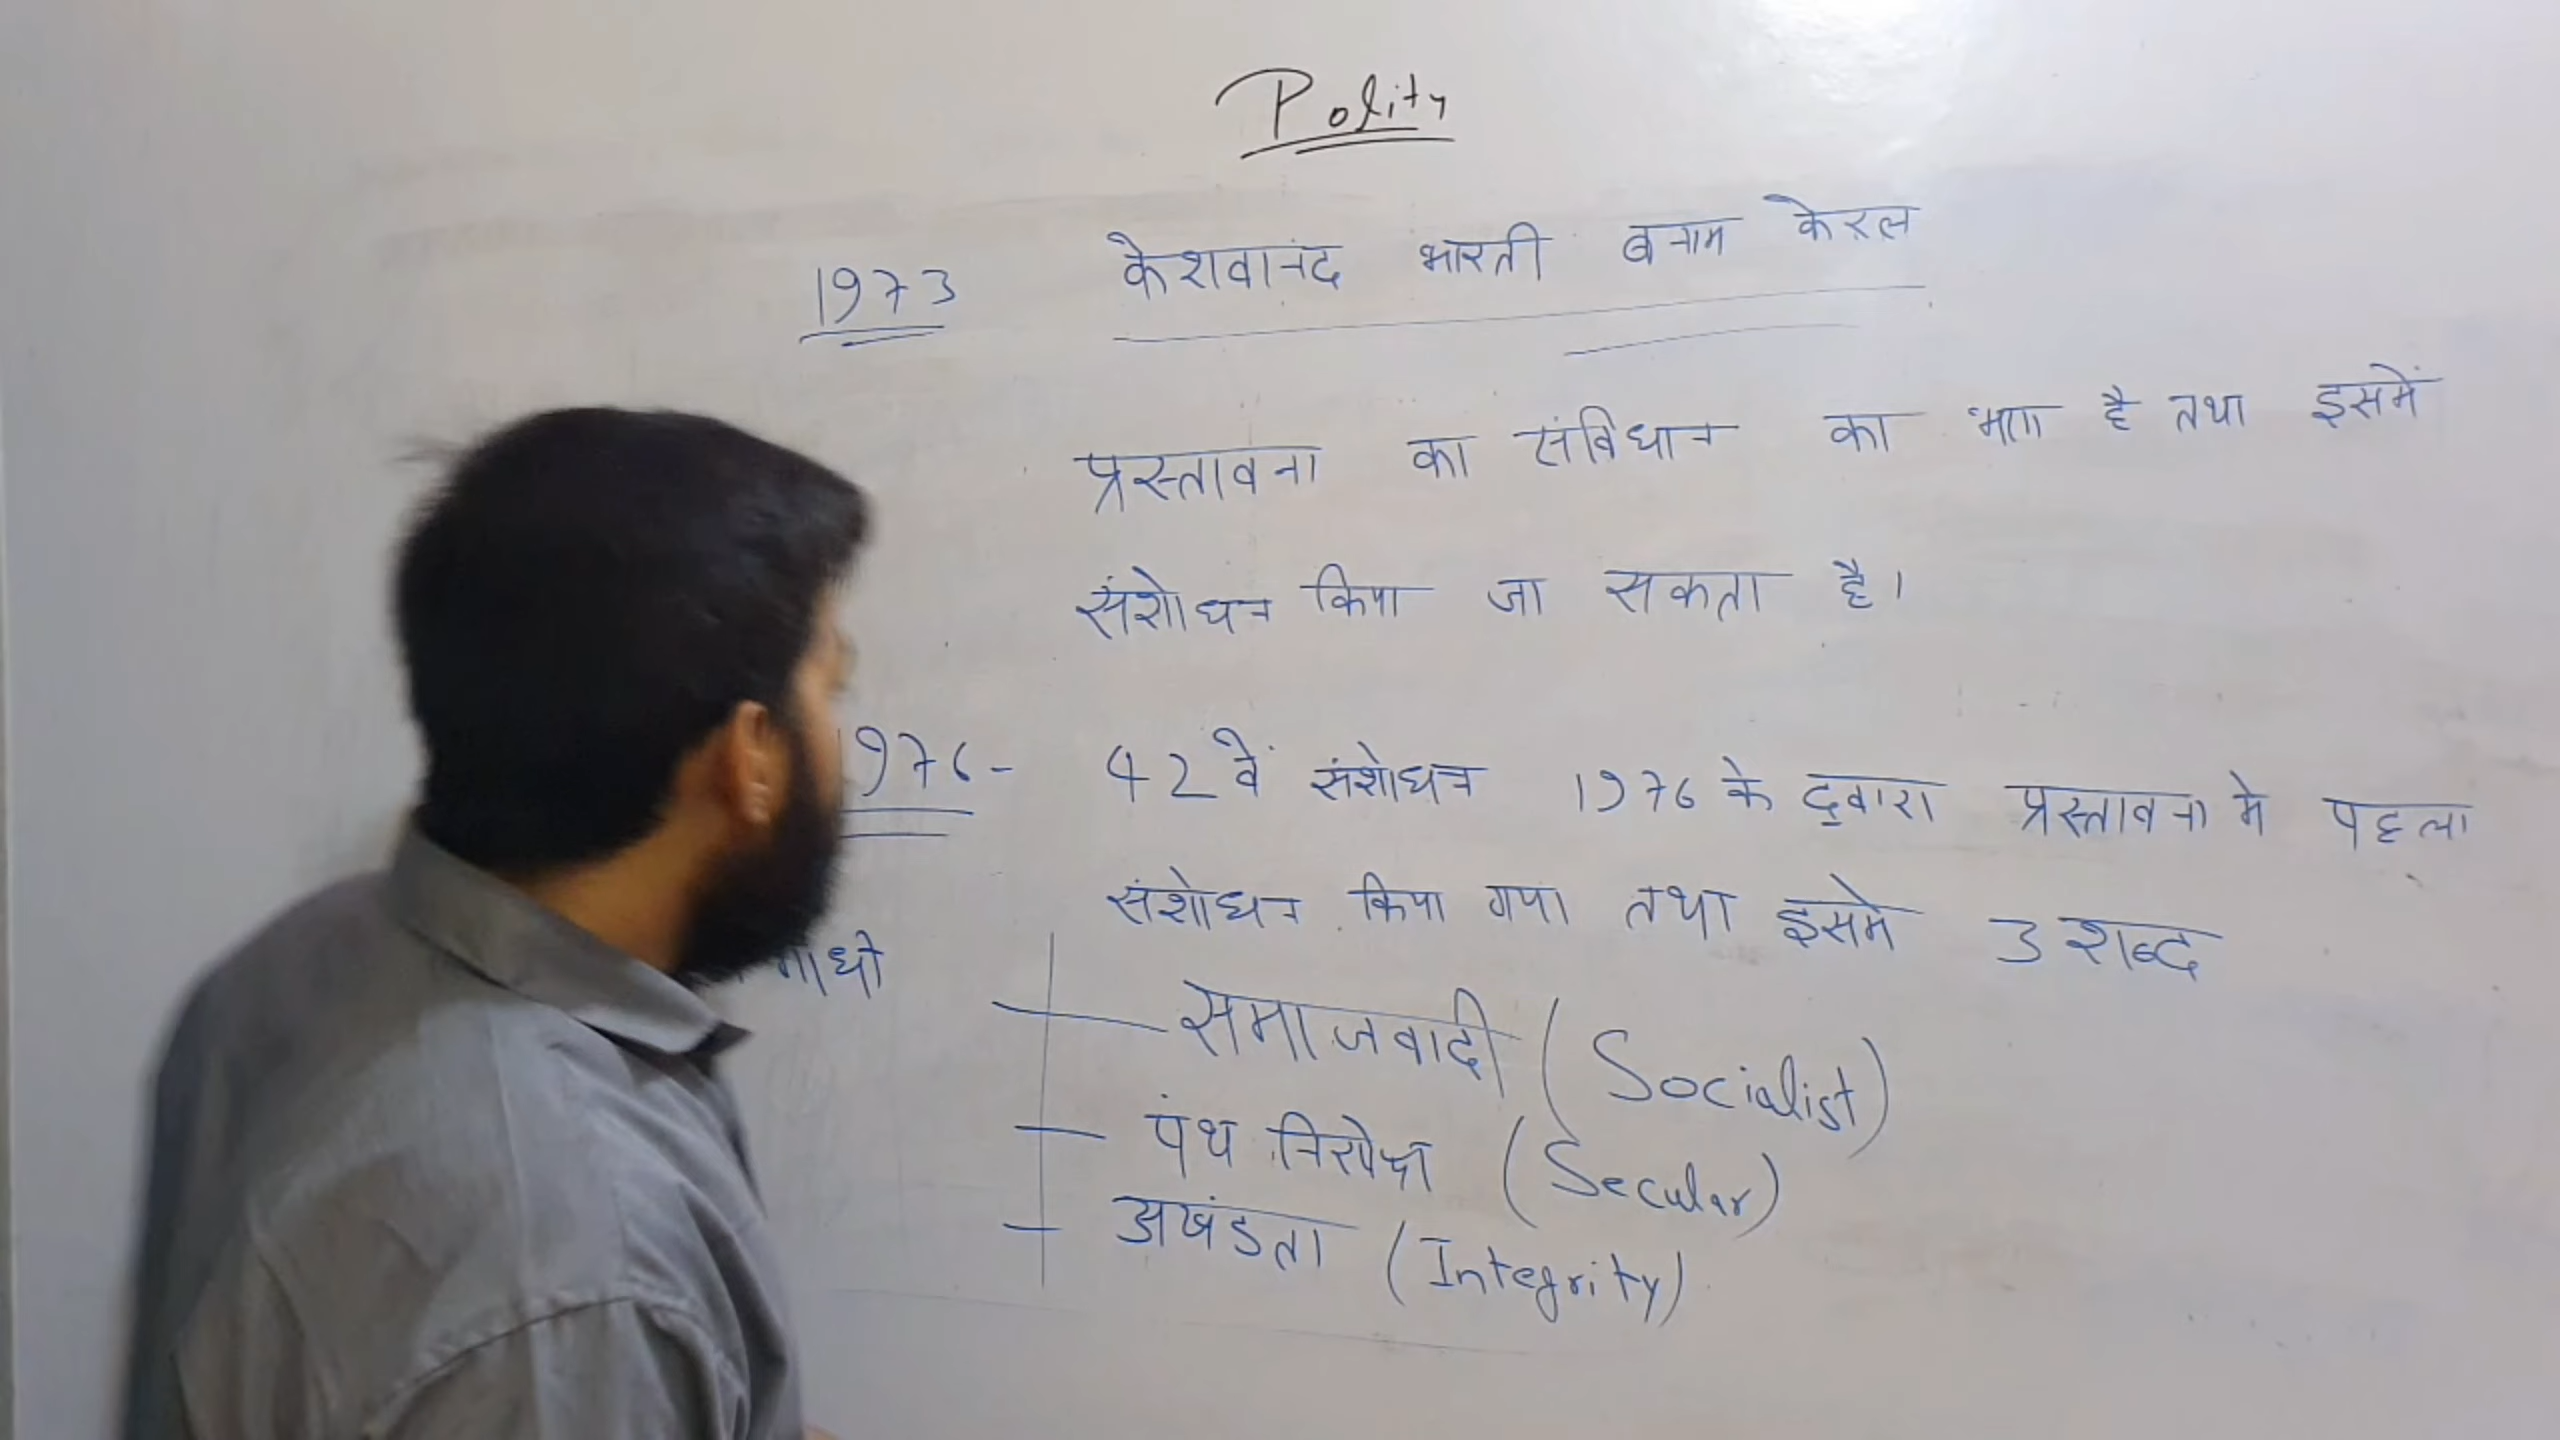 Polity
1973 केशवानंद भारती बनाम केरल
प्रस्तावना का संविधान का भाग है तथा इसमें
संशोधन किया जा सकता है।
1976- 42वें संशोधन 1976 के द्वारा प्रस्तावना मे पहला
संशोधन किया गया तथा इसमे 3 शब्द
गाधी
समाजवादी (Socialist)
पंथ निरपेक्ष (Secular)
अखंडता (Integrity)